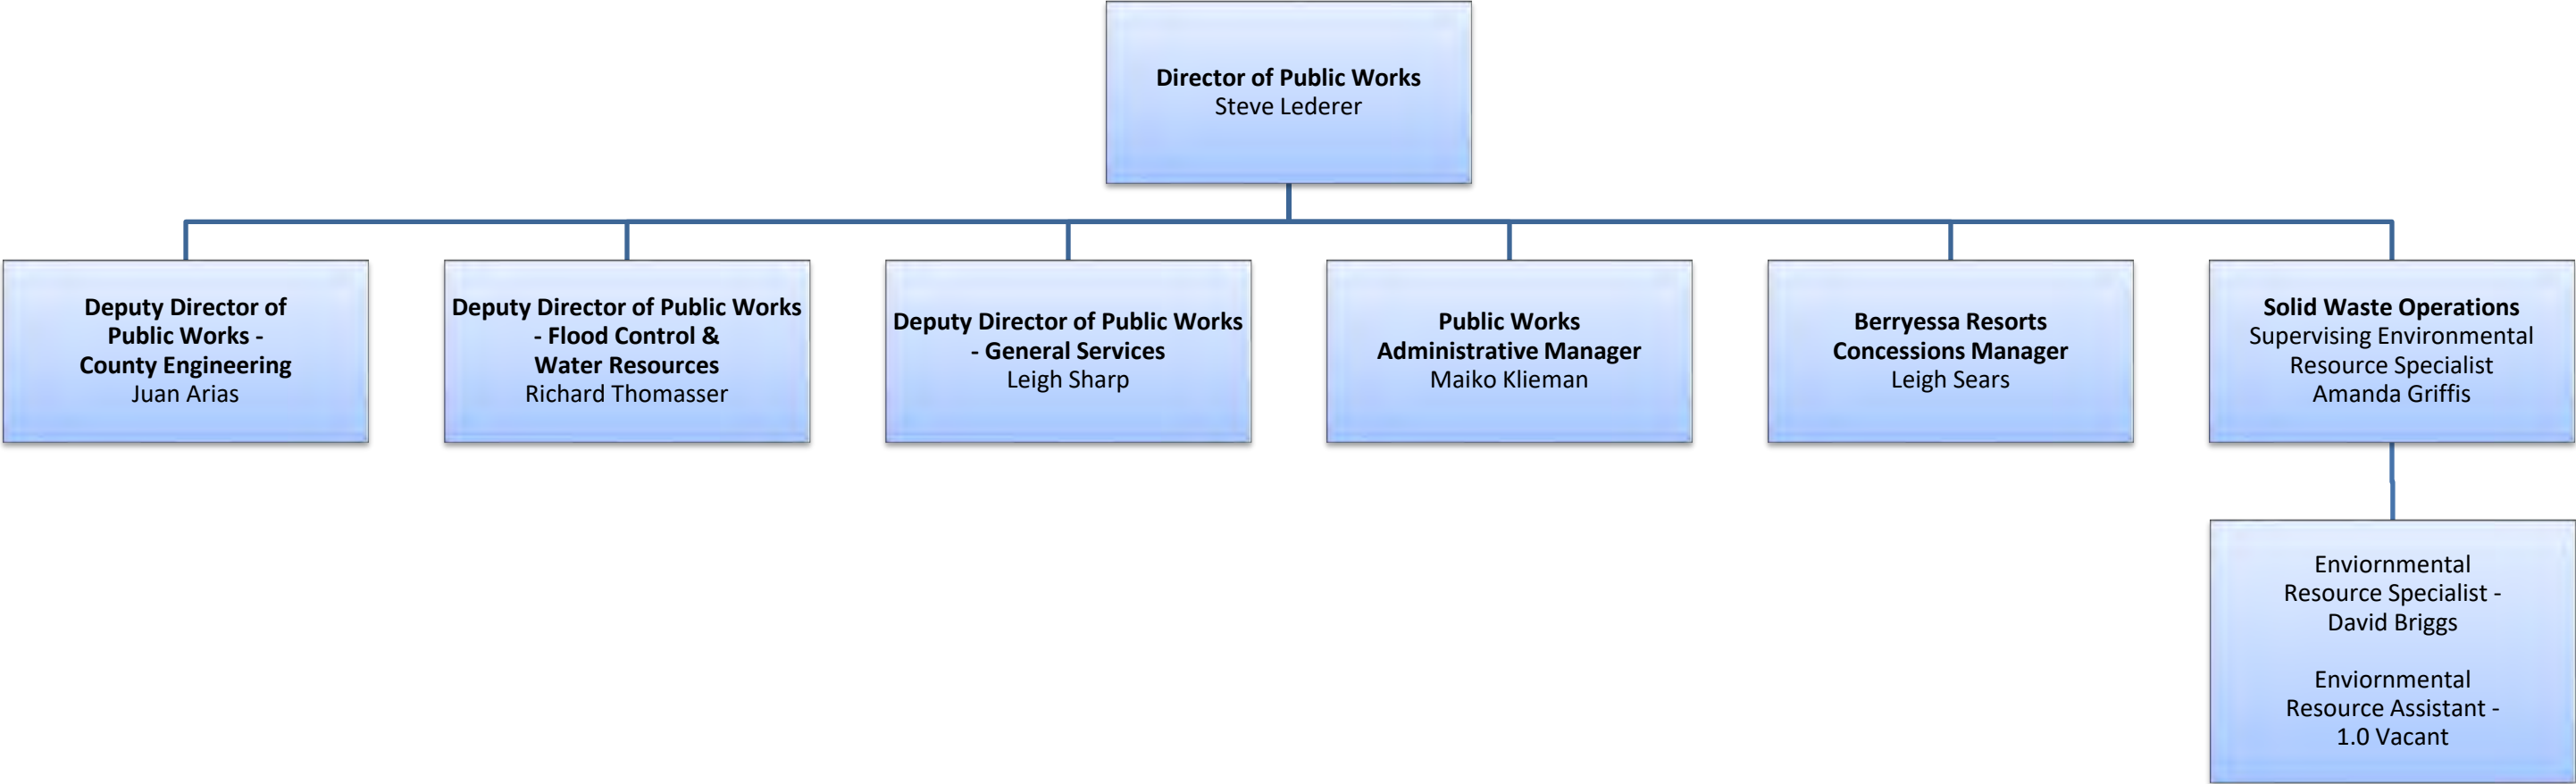 Director of Public Works
Steve Lederer
Deputy Director of
Public Works -
County Engineering
Juan Arias
Deputy Director of Public Works
- Flood Control &
Water Resources
Richard Thomasser
Deputy Director of Public Works
- General Services
Leigh Sharp
Public Works
Administrative Manager
Maiko Klieman
Berryessa Resorts
Concessions Manager
Leigh Sears
Solid Waste Operations
Supervising Environmental
Resource Specialist
Amanda Griffis
Enviornmental
Resource Specialist -
David Briggs
Enviornmental
Resource Assistant -
1.0 Vacant